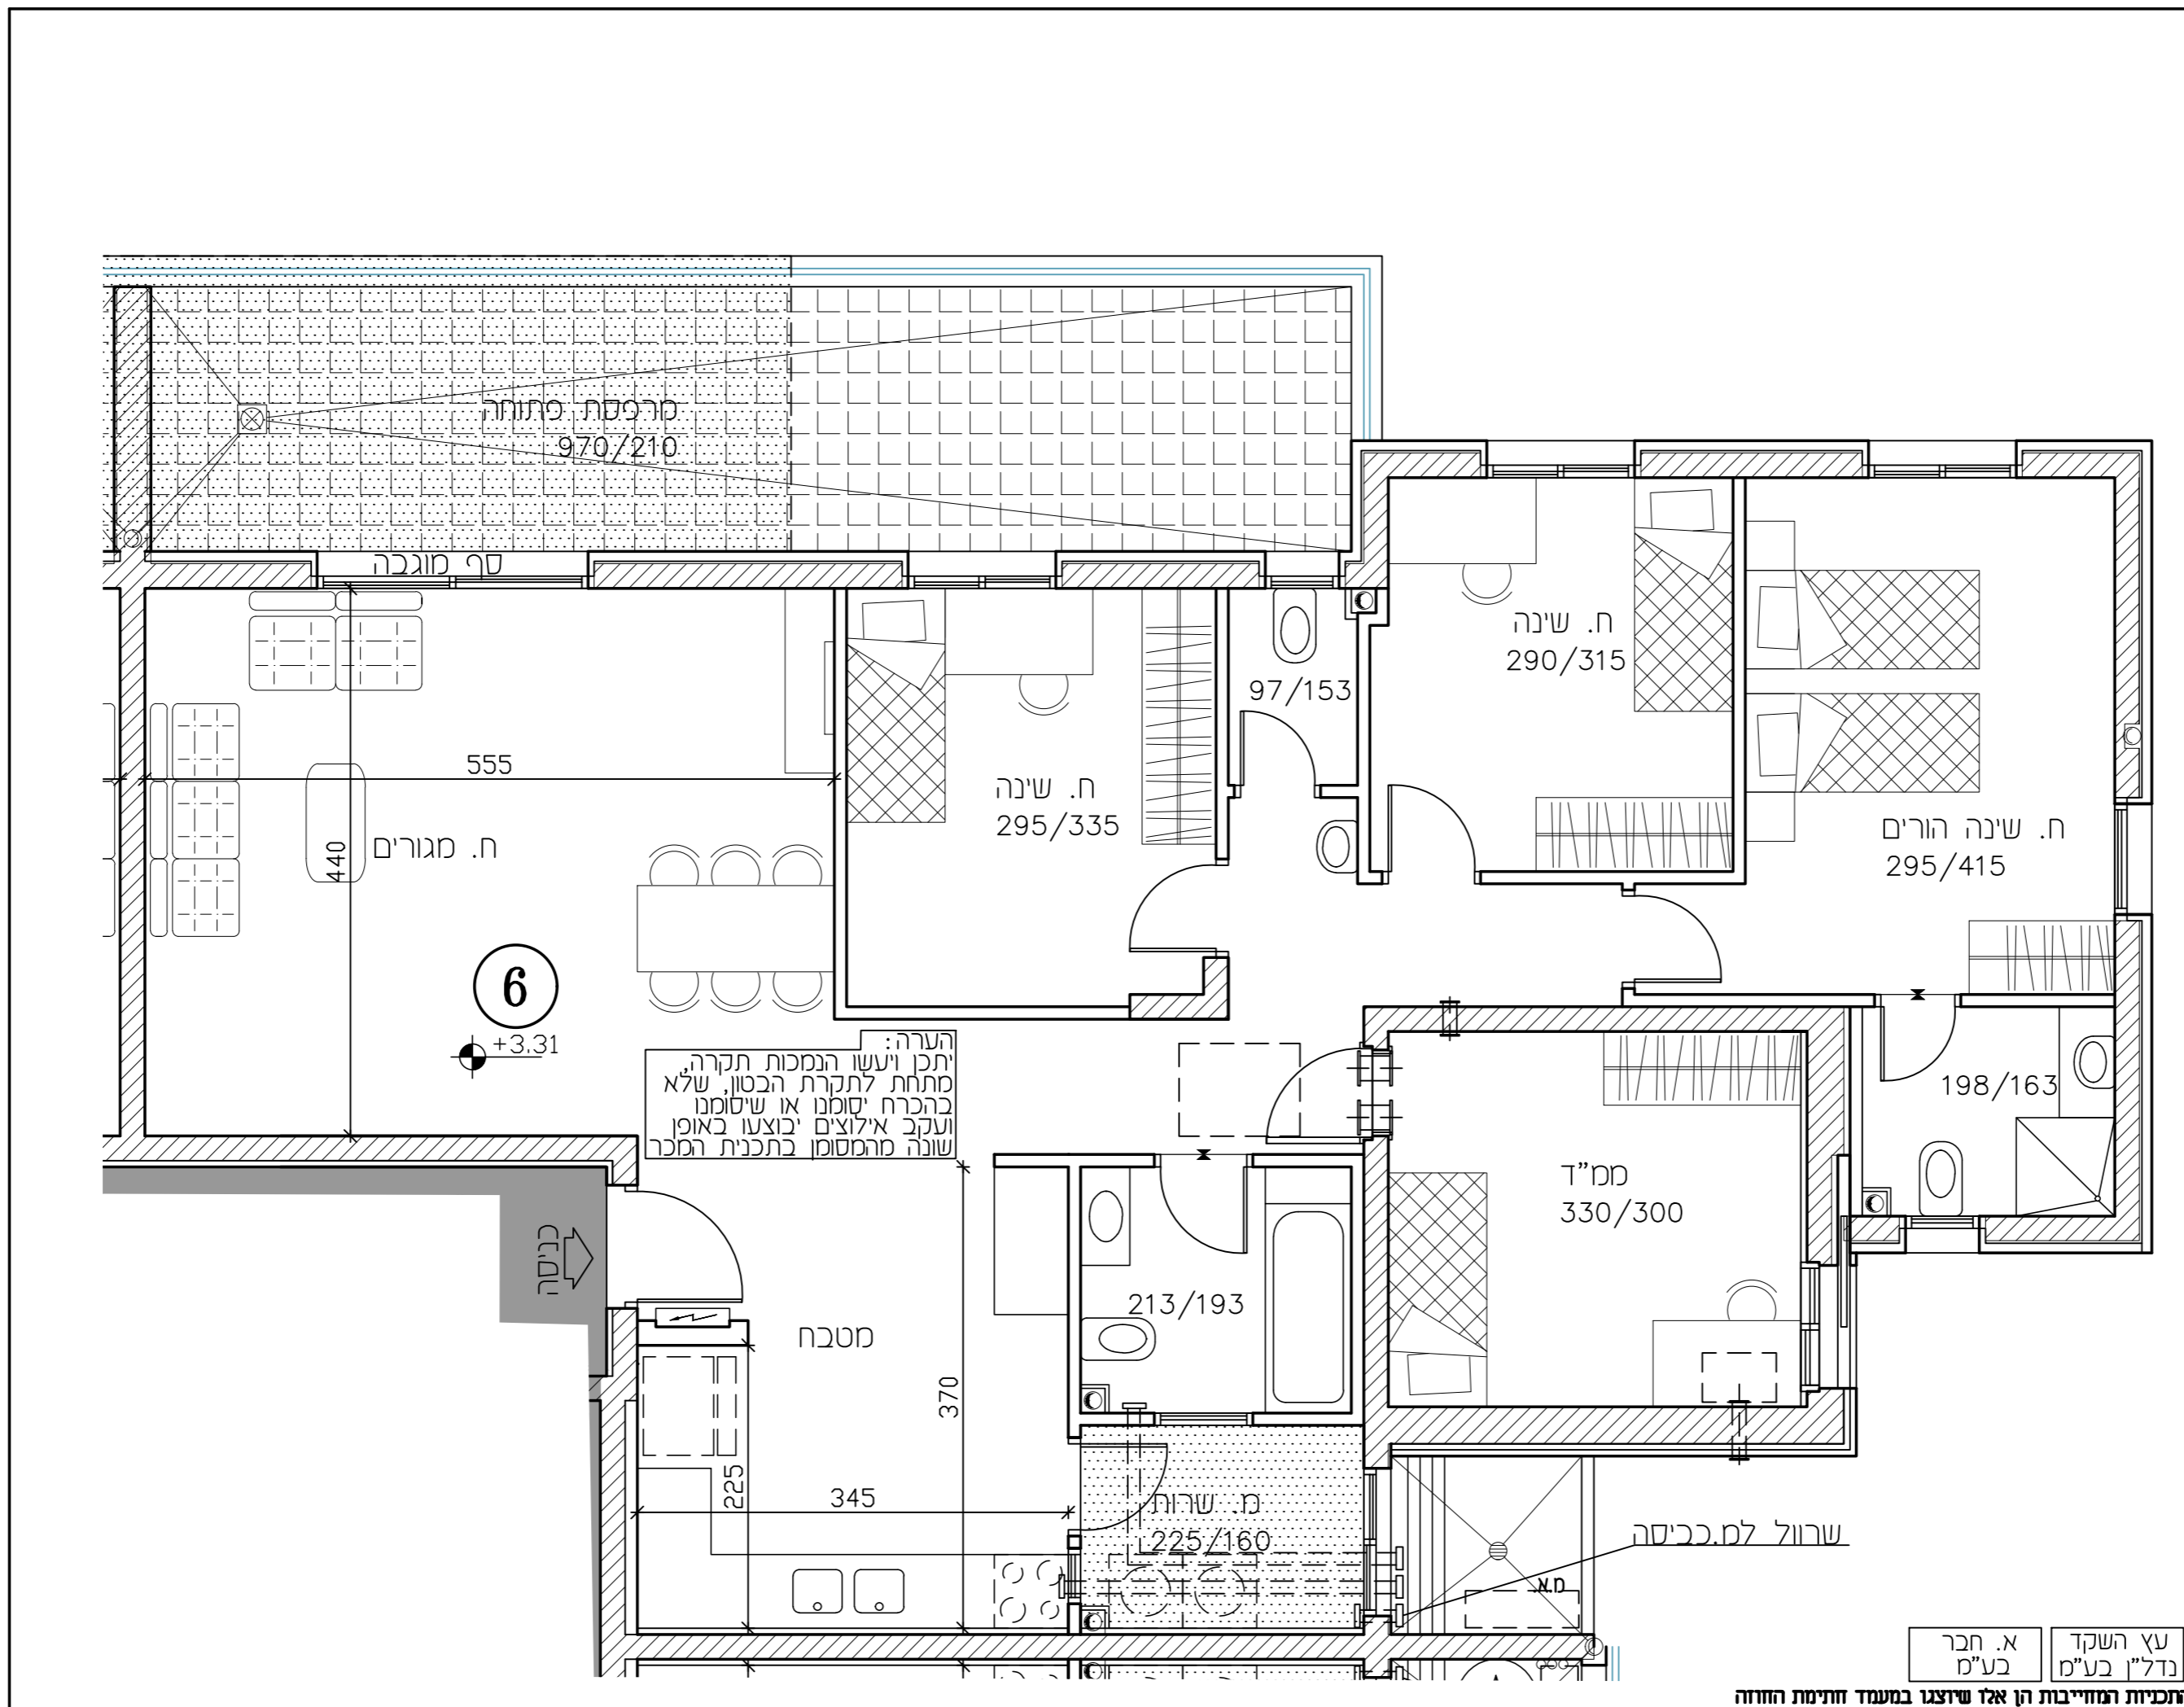 מרפסת פתוחה
970/210
סף מוגבה
ח. שינה
290/315
97/153
555
ח. שינה
295/335
ח. שינה הורים
295/415
440
ח. מגורים
6
+3.31
הערה:
יתכן ויעשו הנמכות תקרה,
מתחת לתקרת הבטון, שלא
בהכרח יסומנו או שיסומנו
ועקב אילוצים יבוצעו באופן
שונה מהמסומן בתכנית המכר
198/163
ממ"ד
330/300
כניסה
213/193
מטבח
370
225
345
מ. שרות
225/160
שרוול למ.כביסה
מ.א.
עץ השקד
נדל"ן בע"מ
א. חבר
בע"מ
תכניות המחייבות הן אלו שיוצגו במעמד חתימת החוזה